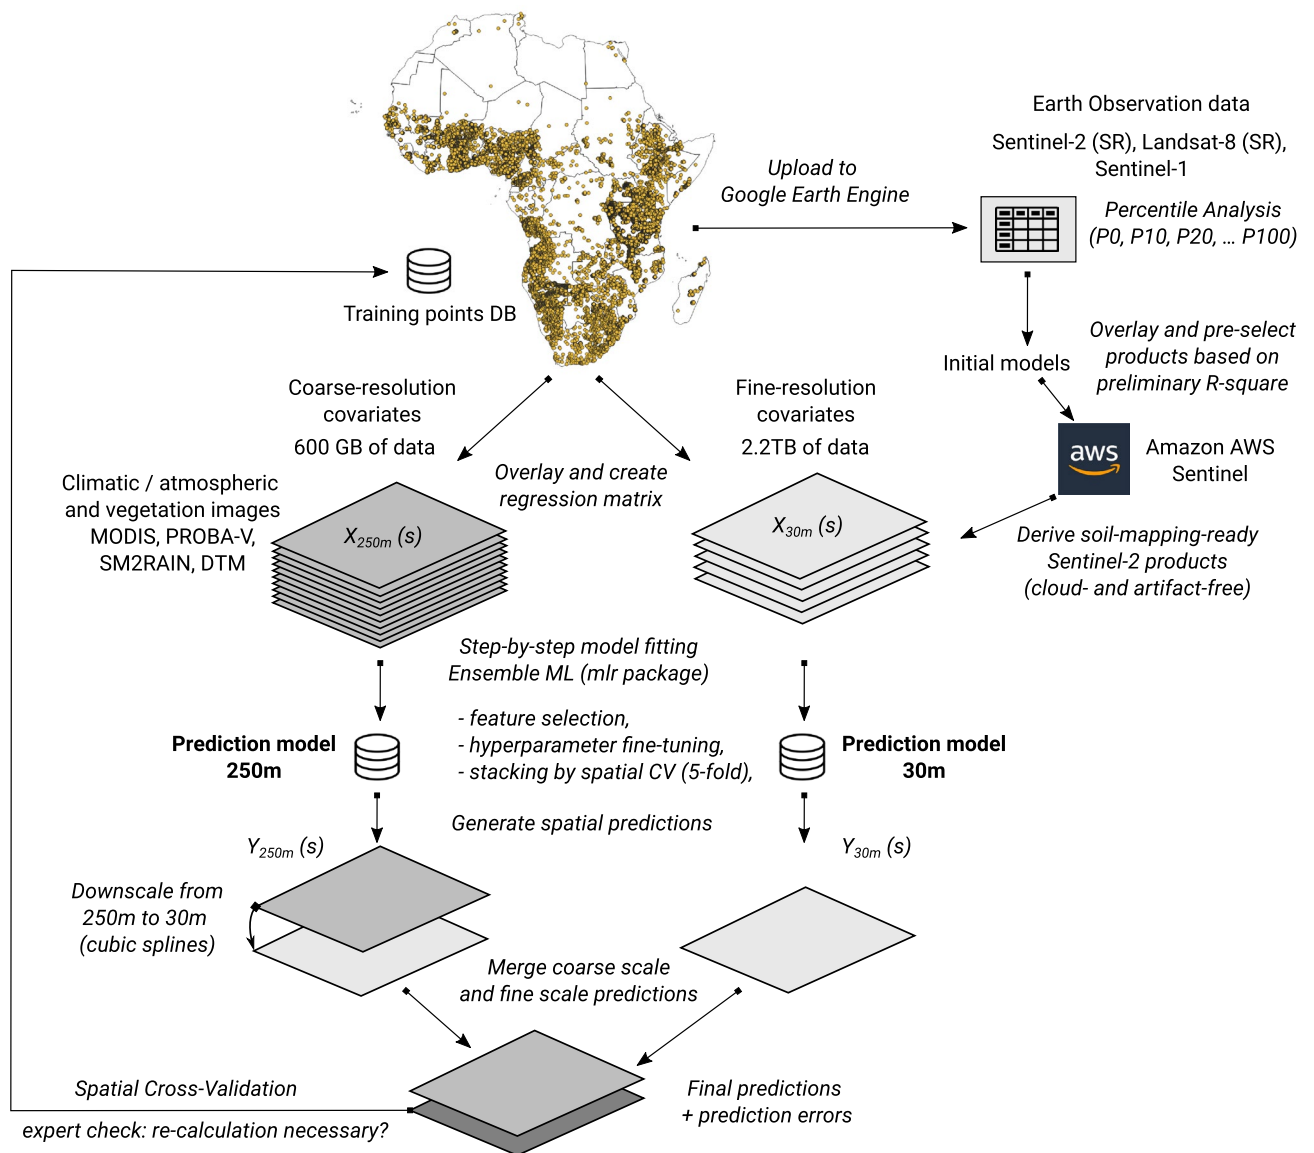 Earth Observation data
Sentinel-2 (SR), Landsat-8 (SR),
Sentinel-1
Upload to
Google Earth Engine
Percentile Analysis
(P0, P10, P20, ... P100)
Training points DB
Overlay and pre-select
products based on
preliminary R-square
Initial models
Coarse-resolution
covariates
600 GB of data
Fine-resolution
covariates
2.2TB of data
aws
Amazon AWS
Sentinel
Overlay and create
regression matrix
Climatic / atmospheric
and vegetation images
MODIS, PROBA-V,
SM2RAIN, DTM
X250m (s)
X30m (s)
Derive soil-mapping-ready
Sentinel-2 products
(cloud- and artifact-free)
Step-by-step model fitting
Ensemble ML (mlr package)
- feature selection,
- hyperparameter fine-tuning,
- stacking by spatial CV (5-fold),
Prediction model
250m
Prediction model
30m
Generate spatial predictions
Y250m (s)
Y30m (s)
Downscale from
250m to 30m
(cubic splines)
Merge coarse scale
and fine scale predictions
Spatial Cross-Validation
expert check: re-calculation necessary?
Final predictions
+ prediction errors